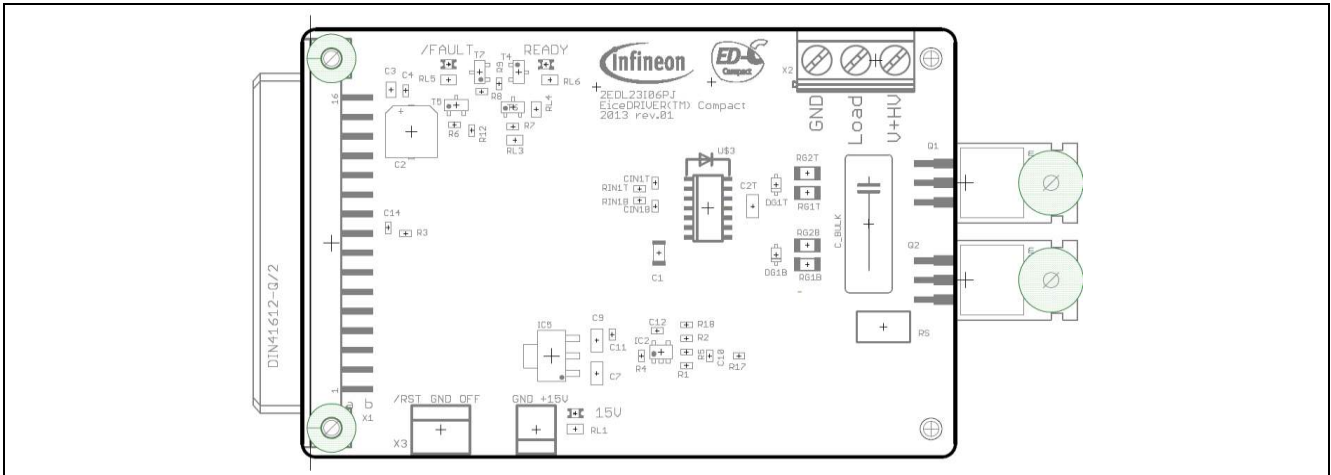 /FAULT
T7
T4
READY
R9
RL5
R8
RL6
C3
C4
16
T5
T6
RL4
R6
R12
R7
RL3
C2
Infineon
ED-C
Compact
2EDL23I06PJ
EiceDRIVER(TM) Compact
2013 rev.01
X2
GND
Load
V+HV
Q1
U$3
RG2T
CIN1T
RIN1T
RIN1B
CIN1B
C2T
DG1T
RG1T
C14
R3
C1
RG2B
DG1B
RG1B
C_BULK
Q2
DIN41612-Q/2
RS
C9
IC5
C11
C7
C12
R18
IC2
R2
R4
R5
C10
R17
R1
1
a b
X1
/RST GND OFF
X3
GND +15V
15V
RL1